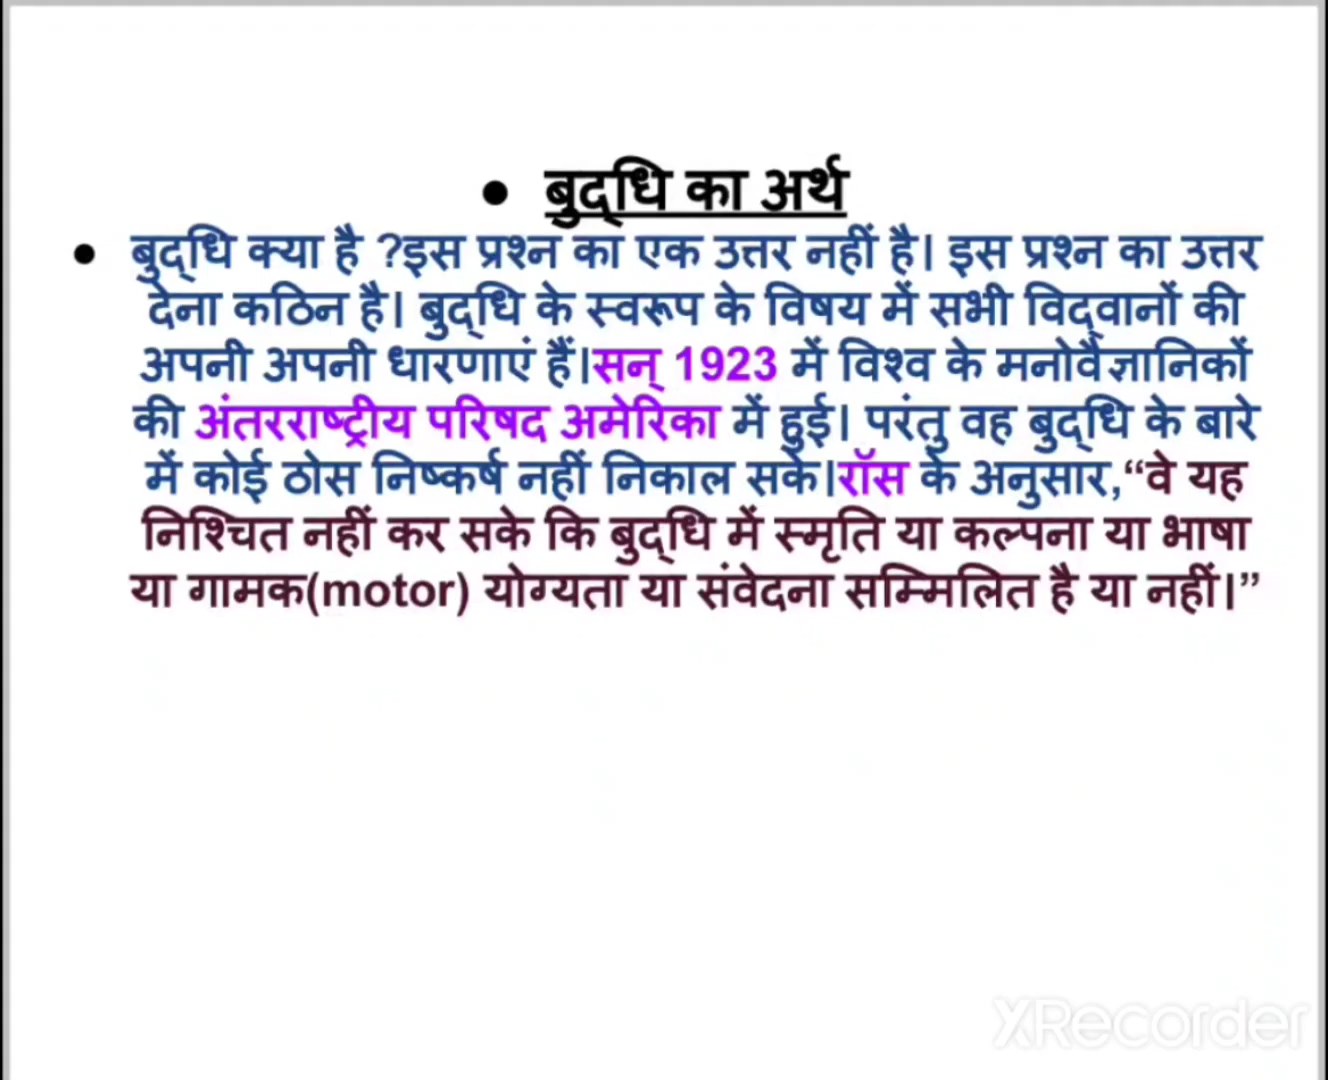 • बुद्धि का अर्थ
• बुद्धि क्या है ?इस प्रश्न का एक उत्तर नहीं है। इस प्रश्न का उत्तर
देना कठिन है। बुद्धि के स्वरूप के विषय में सभी विद्वानों की
अपनी अपनी धारणाएं हैं।सन् 1923 में विश्व के मनोवैज्ञानिकों
की अंतरराष्ट्रीय परिषद अमेरिका में हुई। परंतु वह बुद्धि के बारे
में कोई ठोस निष्कर्ष नहीं निकाल सके।रॉस के अनुसार,“वे यह
निश्चित नहीं कर सके कि बुद्धि में स्मृति या कल्पना या भाषा
या गामक(motor) योग्यता या संवेदना सम्मिलित है या नहीं।”
XRecorder